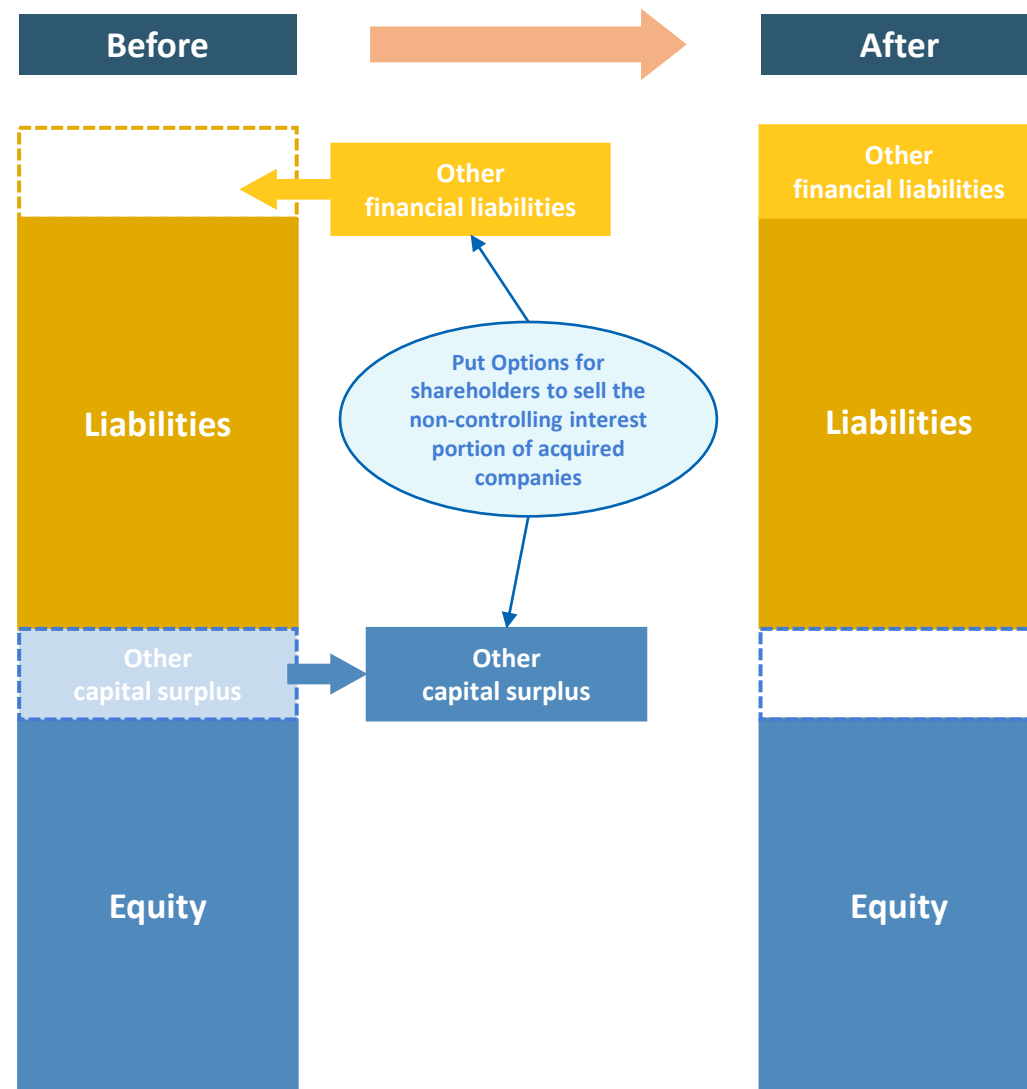 Before
After
Other
financial liabilities
Other
financial liabilities
Put Options for
shareholders to sell the
non-controlling interest
portion of acquired
companies
Liabilities
Liabilities
Other
capital surplus
Other
capital surplus
Equity
Equity